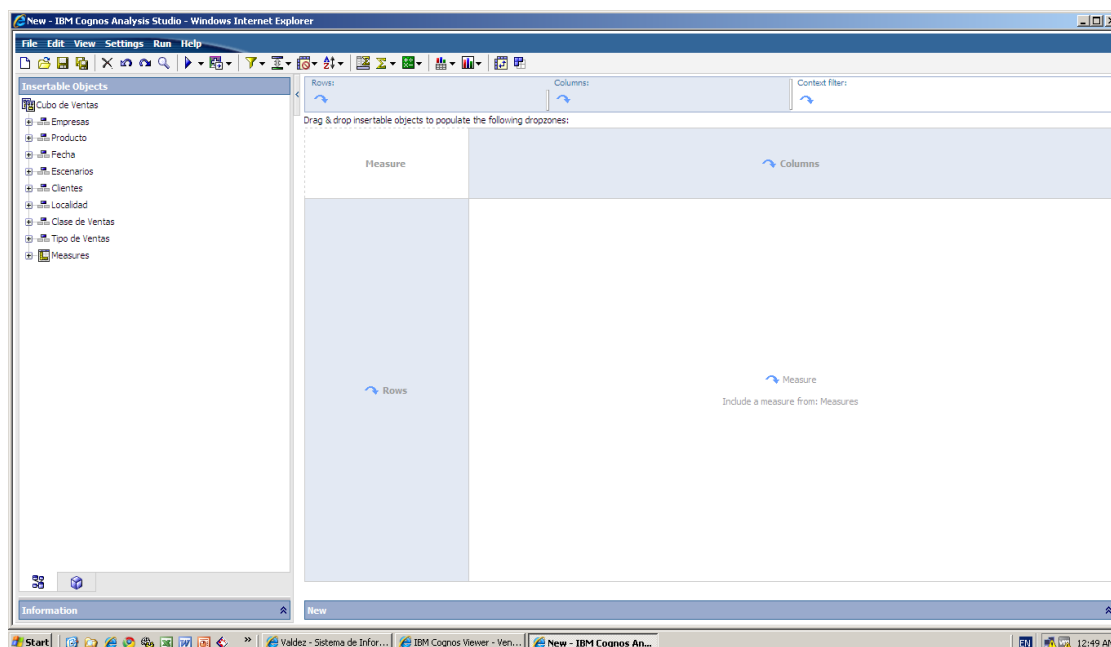 New - IBM Cognos Analysis Studio - Windows Internet Explorer
File Edit View Settings Run Help
Insertable Objects
Cubo de Ventas
Empresas
Producto
Fecha
Escenarios
Clientes
Localidad
Clase de Ventas
Tipo de Ventas
Measures
Rows:
Columns:
Context filter:
Drag & drop insertable objects to populate the following dropzones:
Measure
Columns
Rows
Measure
Include a measure from: Measures
Information
New
Start
Valdez - Sistema de Infor...
IBM Cognos Viewer - Ven...
New - IBM Cognos An...
EN
12:49 AM